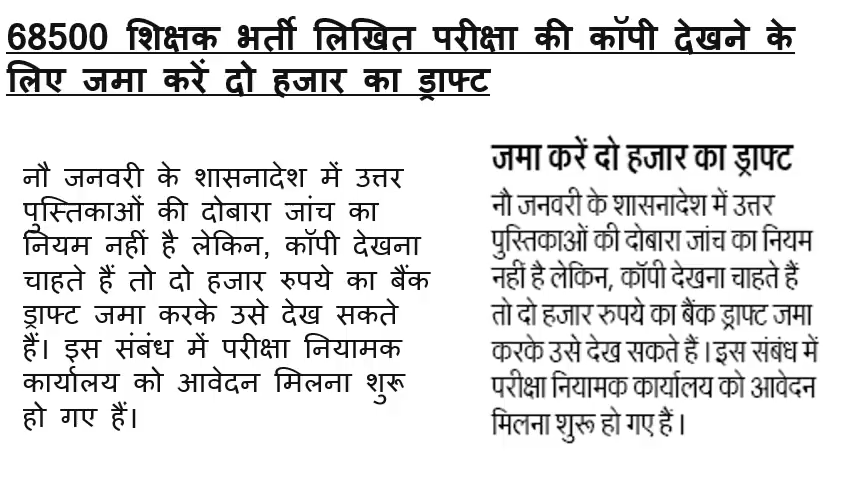 68500 शिक्षक भर्ती लिखित परीक्षा की कॉपी देखने के
लिए जमा करें दो हजार का ड्राफ्ट
नौ जनवरी के शासनादेश में उत्तर
पुस्तिकाओं की दोबारा जांच का
नियम नहीं है लेकिन, कॉपी देखना
चाहते हैं तो दो हजार रुपये का बैंक
ड्राफ्ट जमा करके उसे देख सकते
हैं। इस संबंध में परीक्षा नियामक
कार्यालय को आवेदन मिलना शुरू
हो गए हैं।
जमा करें दो हजार का ड्राफ्ट
नौ जनवरी के शासनादेश में उत्तर
पुस्तिकाओं की दोबारा जांच का नियम
नहीं है लेकिन, कॉपी देखना चाहते हैं
तो दो हजार रुपये का बैंक ड्राफ्ट जमा
करके उसे देख सकते हैं। इस संबंध में
परीक्षा नियामक कार्यालय को आवेदन
मिलना शुरू हो गए हैं।